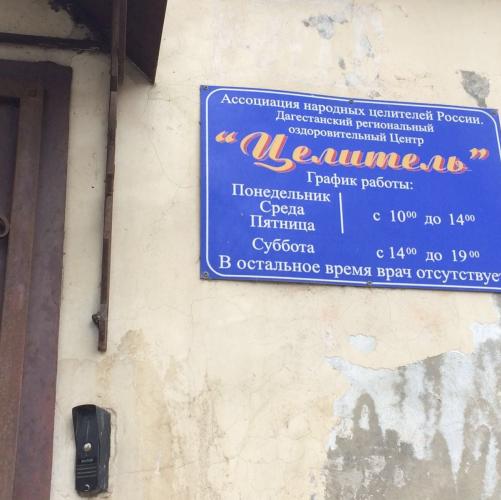 Ассоциация народных целителей России.
Дагестанский региональный
оздоровительный Центр
“Целитель”
График работы:
Понедельник
Среда
Пятница
с 10⁰⁰ до 14⁰⁰
Суббота с 14⁰⁰ до 19⁰⁰
В остальное время врач отсутствуе